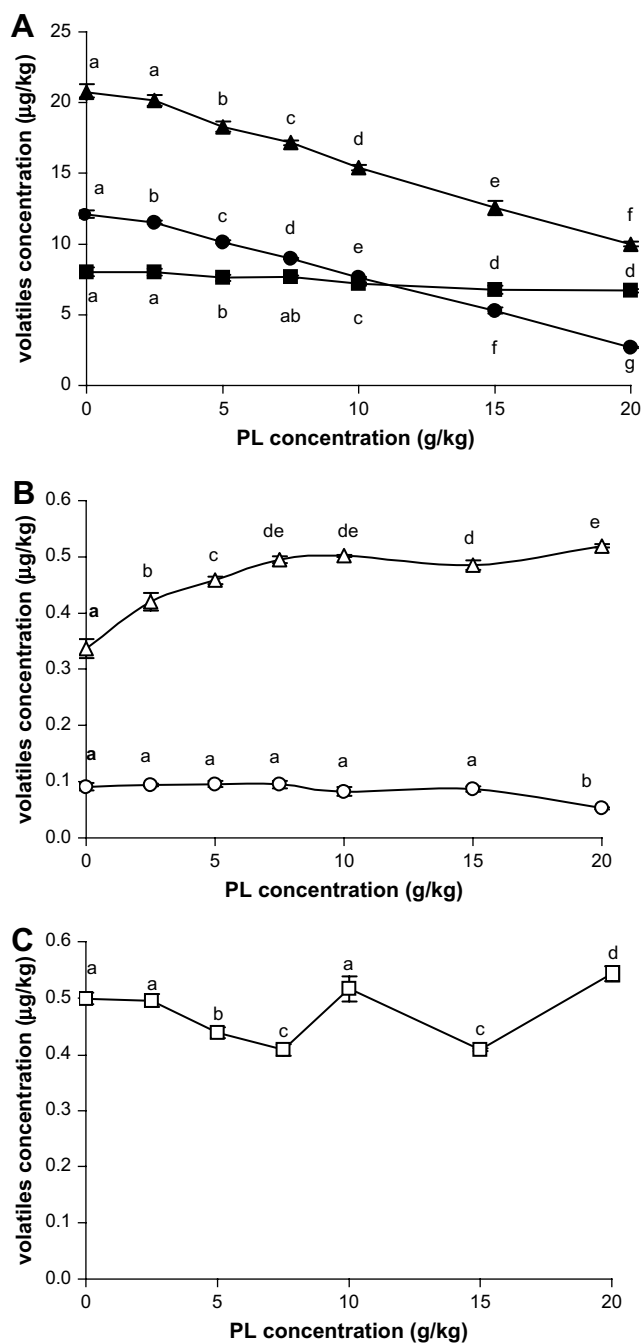 A
volatiles concentration (µg/kg)
25
20
15
10
5
0
a a b c d e f
a b c d e d d
a a b ab c f g
0 5 10 15 20
PL concentration (g/kg)
B
volatiles concentration (µg/kg)
0.6
0.5
0.4
0.3
0.2
0.1
0.0
a b c de de d e
a a a a a a b
0 5 10 15 20
PL concentration (g/kg)
C
volatiles concentration (µg/kg)
0.6
0.5
0.4
0.3
0.2
0.1
0.0
a a b c a c d
0 5 10 15 20
PL concentration (g/kg)